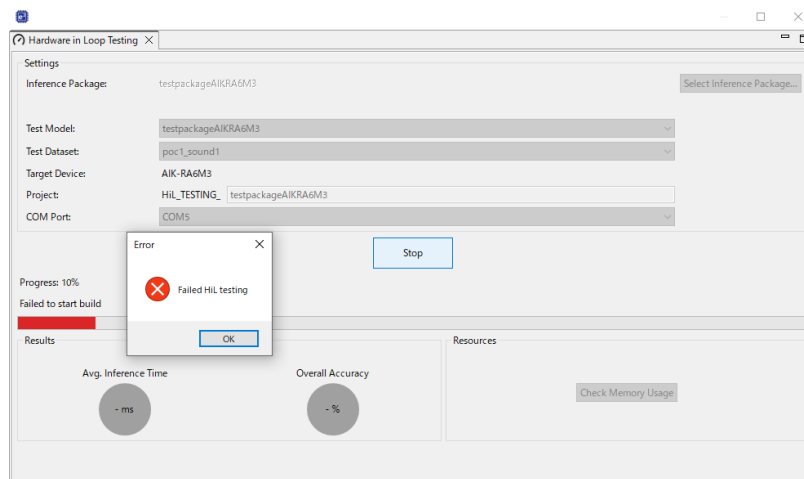 Hardware in Loop Testing
Settings
Inference Package: testpackageAIKRA6M3 Select Inference Package...
Test Model: testpackageAIKRA6M3
Test Dataset: poc1_sound1
Target Device: AIK-RA6M3
Project: HiL_TESTING_ testpackageAIKRA6M3
COM Port: COM5
Error
Stop
Progress: 10%
Failed HiL testing
Failed to start build
OK
Results
Resources
Avg. Inference Time Overall Accuracy
Check Memory Usage
- ms - %